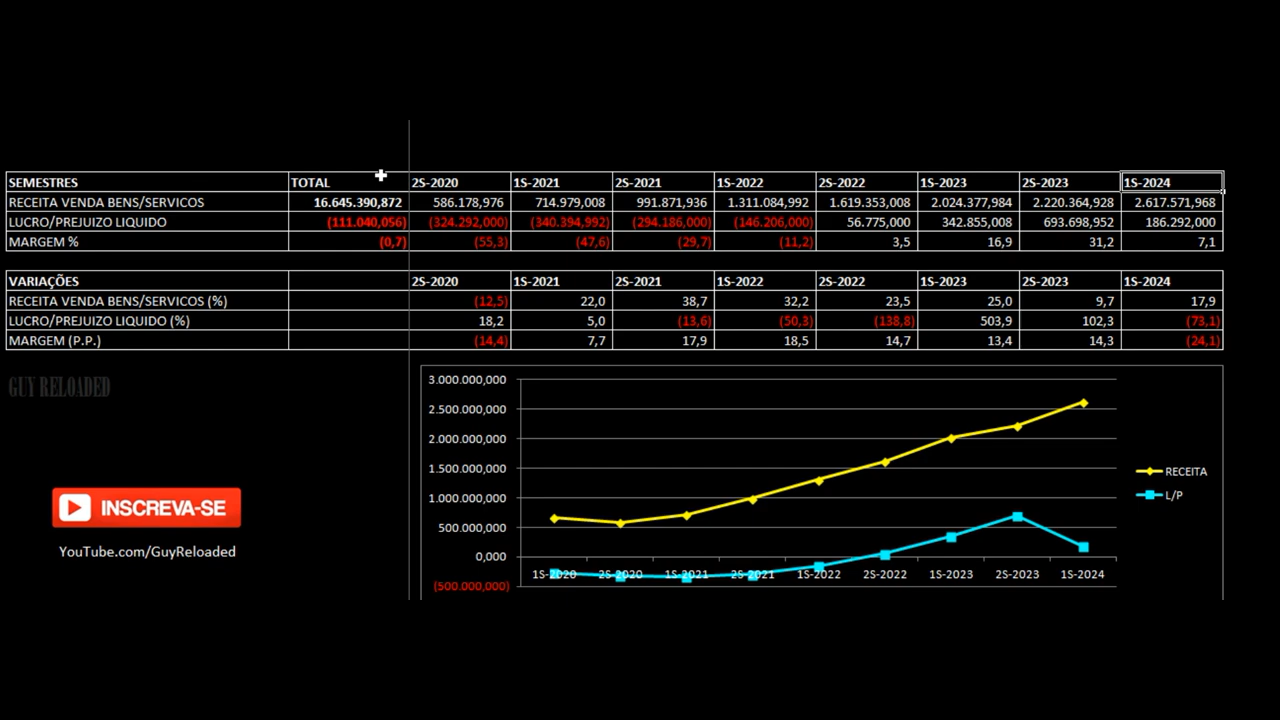 SEMESTRES TOTAL 2S-2020 1S-2021 2S-2021 1S-2022 2S-2022 1S-2023 2S-2023 1S-2024
RECEITA VENDA BENS/SERVICOS 16.645.390,872 586.178,976 714.979,008 991.871,936 1.311.084,992 1.619.353,008 2.024.377,984 2.220.364,928 2.617.571,968
LUCRO/PREJUIZO LIQUIDO (111.040,056) (324.292,000) (340.394,992) (294.186,000) (146.206,000) 56.775,000 342.855,008 693.698,952 186.292,000
MARGEM % (0,7) (55,3) (47,6) (29,7) (11,2) 3,5 16,9 31,2 7,1
VARIAÇÕES 2S-2020 1S-2021 2S-2021 1S-2022 2S-2022 1S-2023 2S-2023 1S-2024
RECEITA VENDA BENS/SERVICOS (%) (12,5) 22,0 38,7 32,2 23,5 25,0 9,7 17,9
LUCRO/PREJUIZO LIQUIDO (%) 18,2 5,0 (13,6) (50,3) (138,8) 503,9 102,3 (73,1)
MARGEM (P.P.) (14,4) 7,7 17,9 18,5 14,7 13,4 14,3 (24,1)
GUY RELOADED
INSCREVA-SE
YouTube.com/GuyReloaded
3.000.000,000
2.500.000,000
2.000.000,000
1.500.000,000
1.000.000,000
500.000,000
0,000
(500.000,000)
1S-2020 2S-2020 1S-2021 2S-2021 1S-2022 2S-2022 1S-2023 2S-2023 1S-2024
RECEITA
L/P